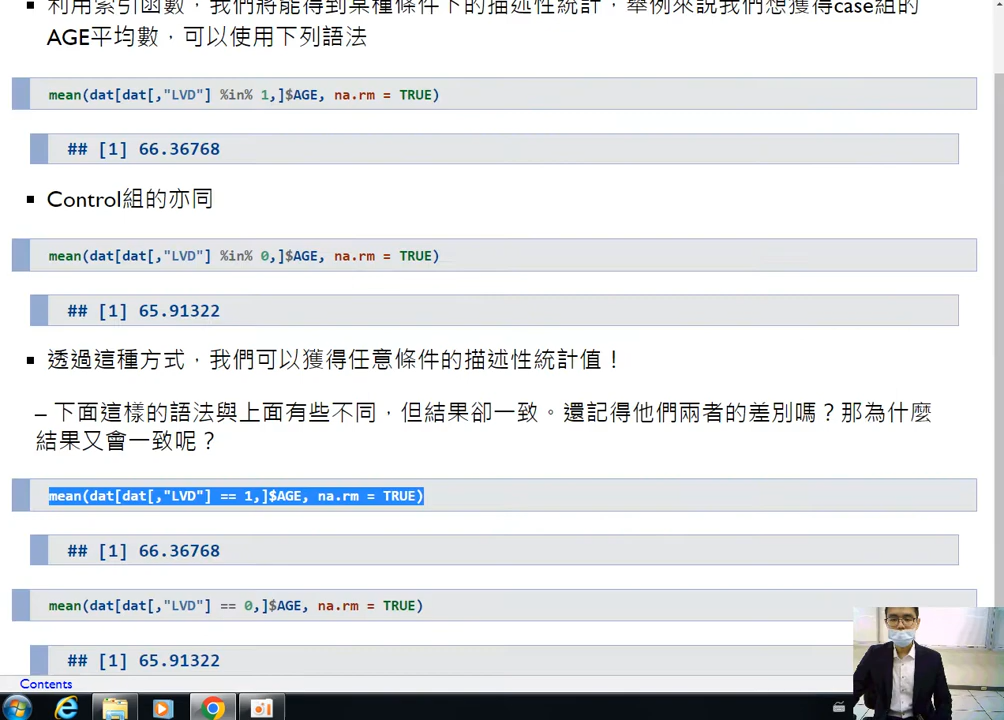 利用索引函數，我們將能得到某種條件下的描述性統計，舉例來說我們想獲得case組的
AGE平均數，可以使用下列語法
mean(dat[dat[,"LVD"] %in% 1,]$AGE, na.rm = TRUE)
## [1] 66.36768
Control組的亦同
mean(dat[dat[,"LVD"] %in% 0,]$AGE, na.rm = TRUE)
## [1] 65.91322
透過這種方式，我們可以獲得任意條件的描述性統計值！
– 下面這樣的語法與上面有些不同，但結果卻一致。還記得他們兩者的差別嗎？那為什麼
結果又會一致呢？
mean(dat[dat[,"LVD"] == 1,]$AGE, na.rm = TRUE)
## [1] 66.36768
mean(dat[dat[,"LVD"] == 0,]$AGE, na.rm = TRUE)
## [1] 65.91322
Contents